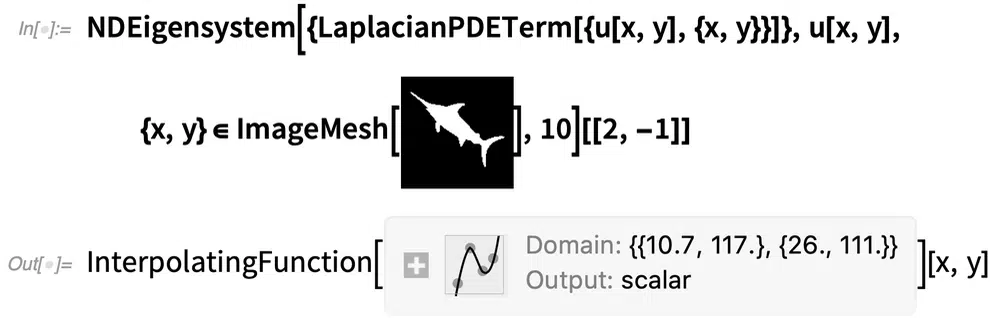 In[●]:= NDEigensystem[{LaplacianPDETerm[{u[x, y], {x, y}}]}, u[x, y],
{x, y} ∈ ImageMesh[ ], 10][[2, -1]]
Out[●]= InterpolatingFunction[ Domain: {{10.7, 117.}, {26., 111.}}
Output: scalar ][x, y]